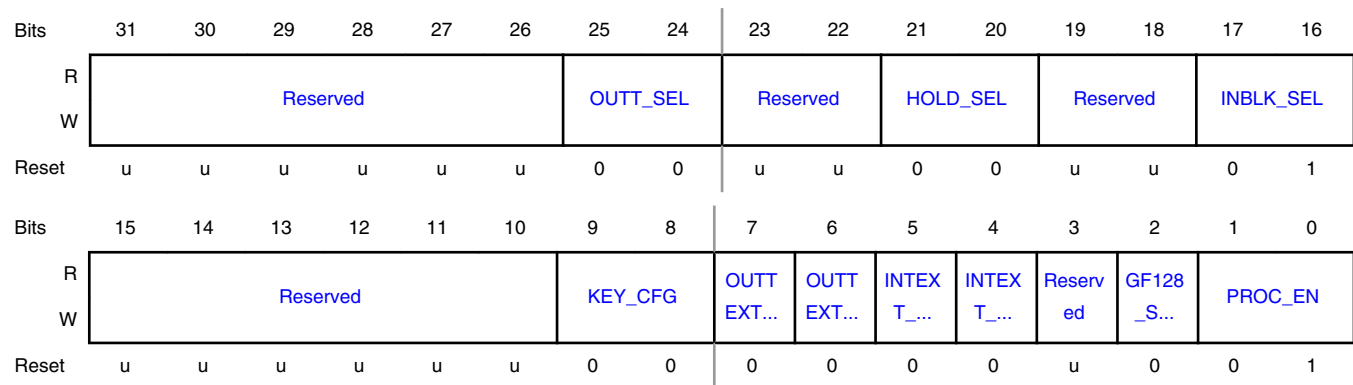 Bits 31 30 29 28 27 26 25 24 23 22 21 20 19 18 17 16
R
W
Reserved OUTT_SEL Reserved HOLD_SEL Reserved INBLK_SEL
Reset u u u u u u 0 0 u u 0 0 u u 0 1
Bits 15 14 13 12 11 10 9 8 7 6 5 4 3 2 1 0
R
W
Reserved KEY_CFG OUTT OUTT INTEX INTEX Reserv GF128 PROC_EN
EXT... EXT... T_... T_... ed _S...
Reset u u u u u u 0 0 0 0 0 0 u 0 0 1